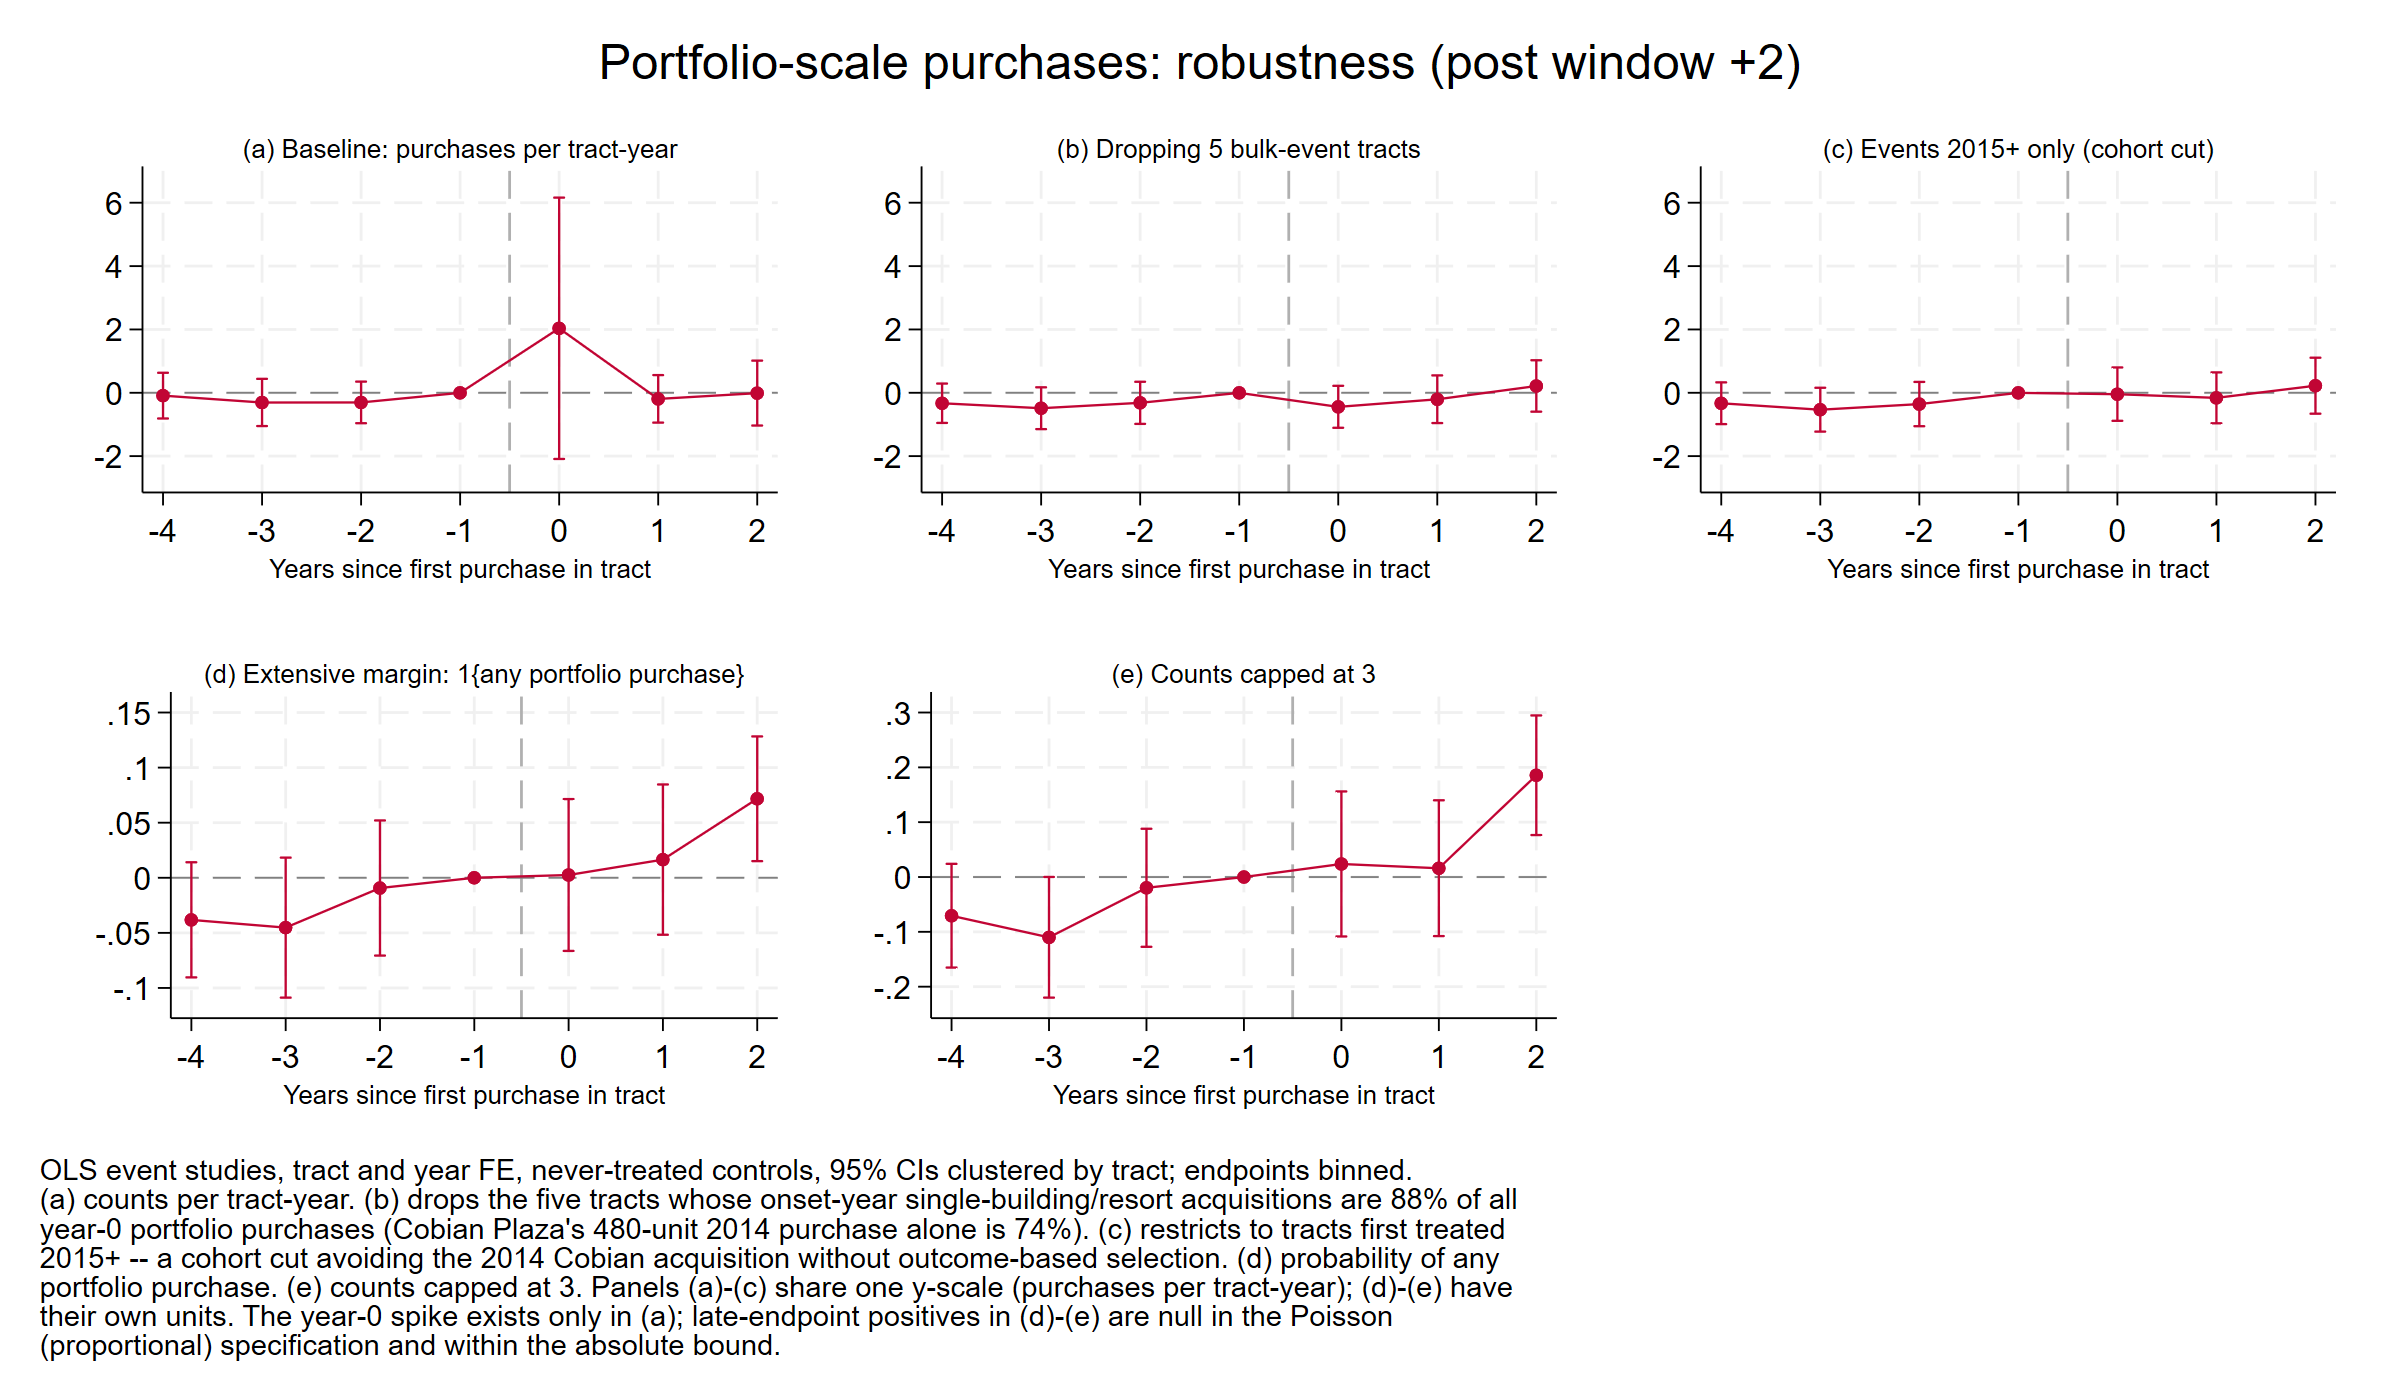 Portfolio-scale purchases: robustness (post window +2)
(a) Baseline: purchases per tract-year
6
4
2
0
-2
-4 -3 -2 -1 0 1 2
Years since first purchase in tract
(b) Dropping 5 bulk-event tracts
6
4
2
0
-2
-4 -3 -2 -1 0 1 2
Years since first purchase in tract
(c) Events 2015+ only (cohort cut)
6
4
2
0
-2
-4 -3 -2 -1 0 1 2
Years since first purchase in tract
(d) Extensive margin: 1{any portfolio purchase}
.15
.1
.05
0
-.05
-.1
-4 -3 -2 -1 0 1 2
Years since first purchase in tract
(e) Counts capped at 3
.3
.2
.1
0
-.1
-.2
-4 -3 -2 -1 0 1 2
Years since first purchase in tract
OLS event studies, tract and year FE, never-treated controls, 95% CIs clustered by tract; endpoints binned.
(a) counts per tract-year. (b) drops the five tracts whose onset-year single-building/resort acquisitions are 88% of all
year-0 portfolio purchases (Cobian Plaza's 480-unit 2014 purchase alone is 74%). (c) restricts to tracts first treated
2015+ -- a cohort cut avoiding the 2014 Cobian acquisition without outcome-based selection. (d) probability of any
portfolio purchase. (e) counts capped at 3. Panels (a)-(c) share one y-scale (purchases per tract-year); (d)-(e) have
their own units. The year-0 spike exists only in (a); late-endpoint positives in (d)-(e) are null in the Poisson
(proportional) specification and within the absolute bound.